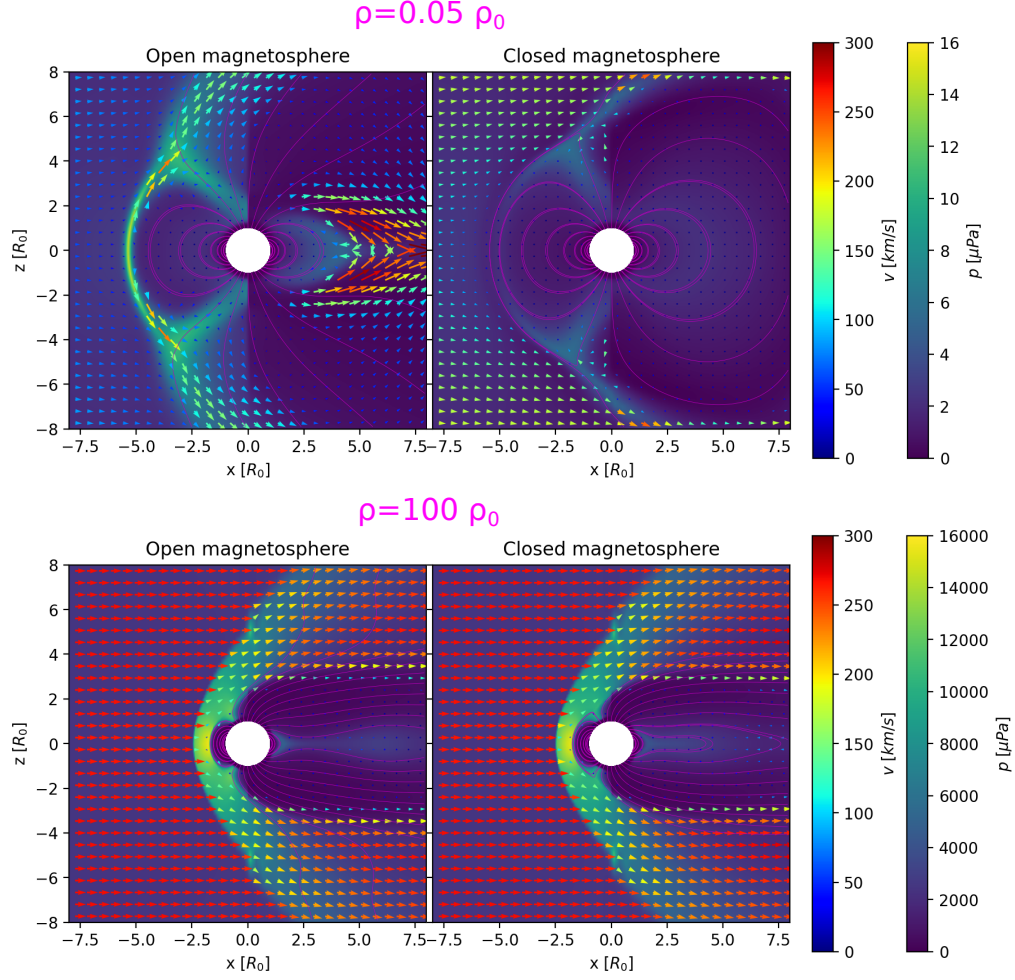 ρ=0.05 ρ₀
Open magnetosphere
Closed magnetosphere
8
6
4
2
0
−2
−4
−6
−8
z [R₀]
−7.5 −5.0 −2.5 0.0 2.5 5.0 7.5
x [R₀]
−7.5 −5.0 −2.5 0.0 2.5 5.0 7.5
x [R₀]
300
250
200
150
100
50
0
v [km/s]
16
14
12
10
8
6
4
2
0
p [μPa]
ρ=100 ρ₀
Open magnetosphere
Closed magnetosphere
8
6
4
2
0
−2
−4
−6
−8
z [R₀]
−7.5 −5.0 −2.5 0.0 2.5 5.0 7.5
x [R₀]
−7.5 −5.0 −2.5 0.0 2.5 5.0 7.5
x [R₀]
300
250
200
150
100
50
0
v [km/s]
16000
14000
12000
10000
8000
6000
4000
2000
0
p [μPa]